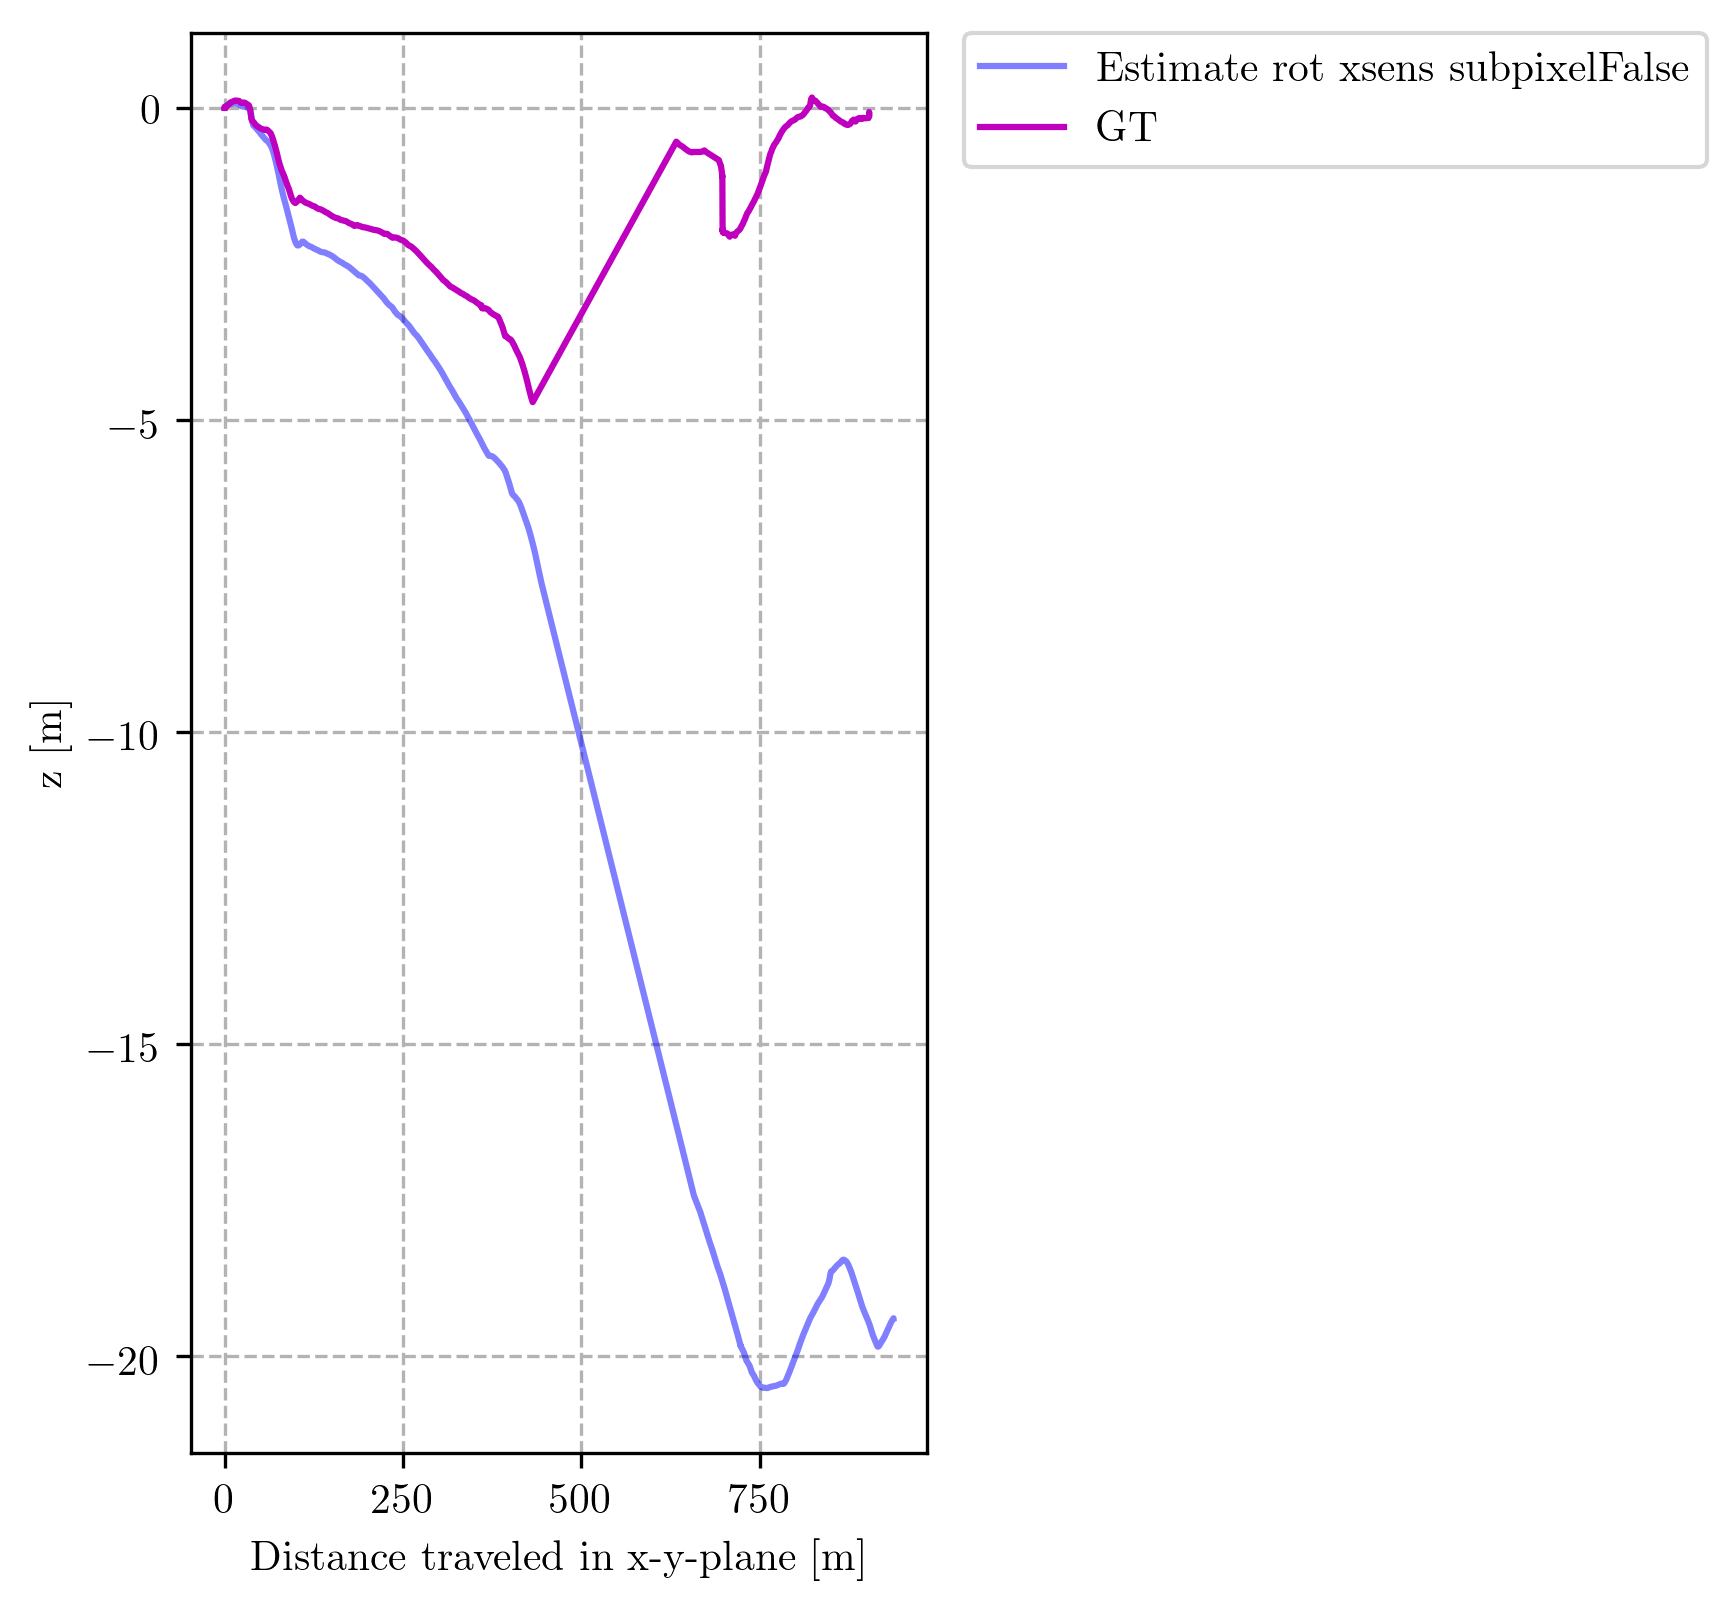 Estimate rot xsens subpixelFalse
GT
0
−5
−10
−15
−20
z [m]
0 250 500 750
Distance traveled in x-y-plane [m]